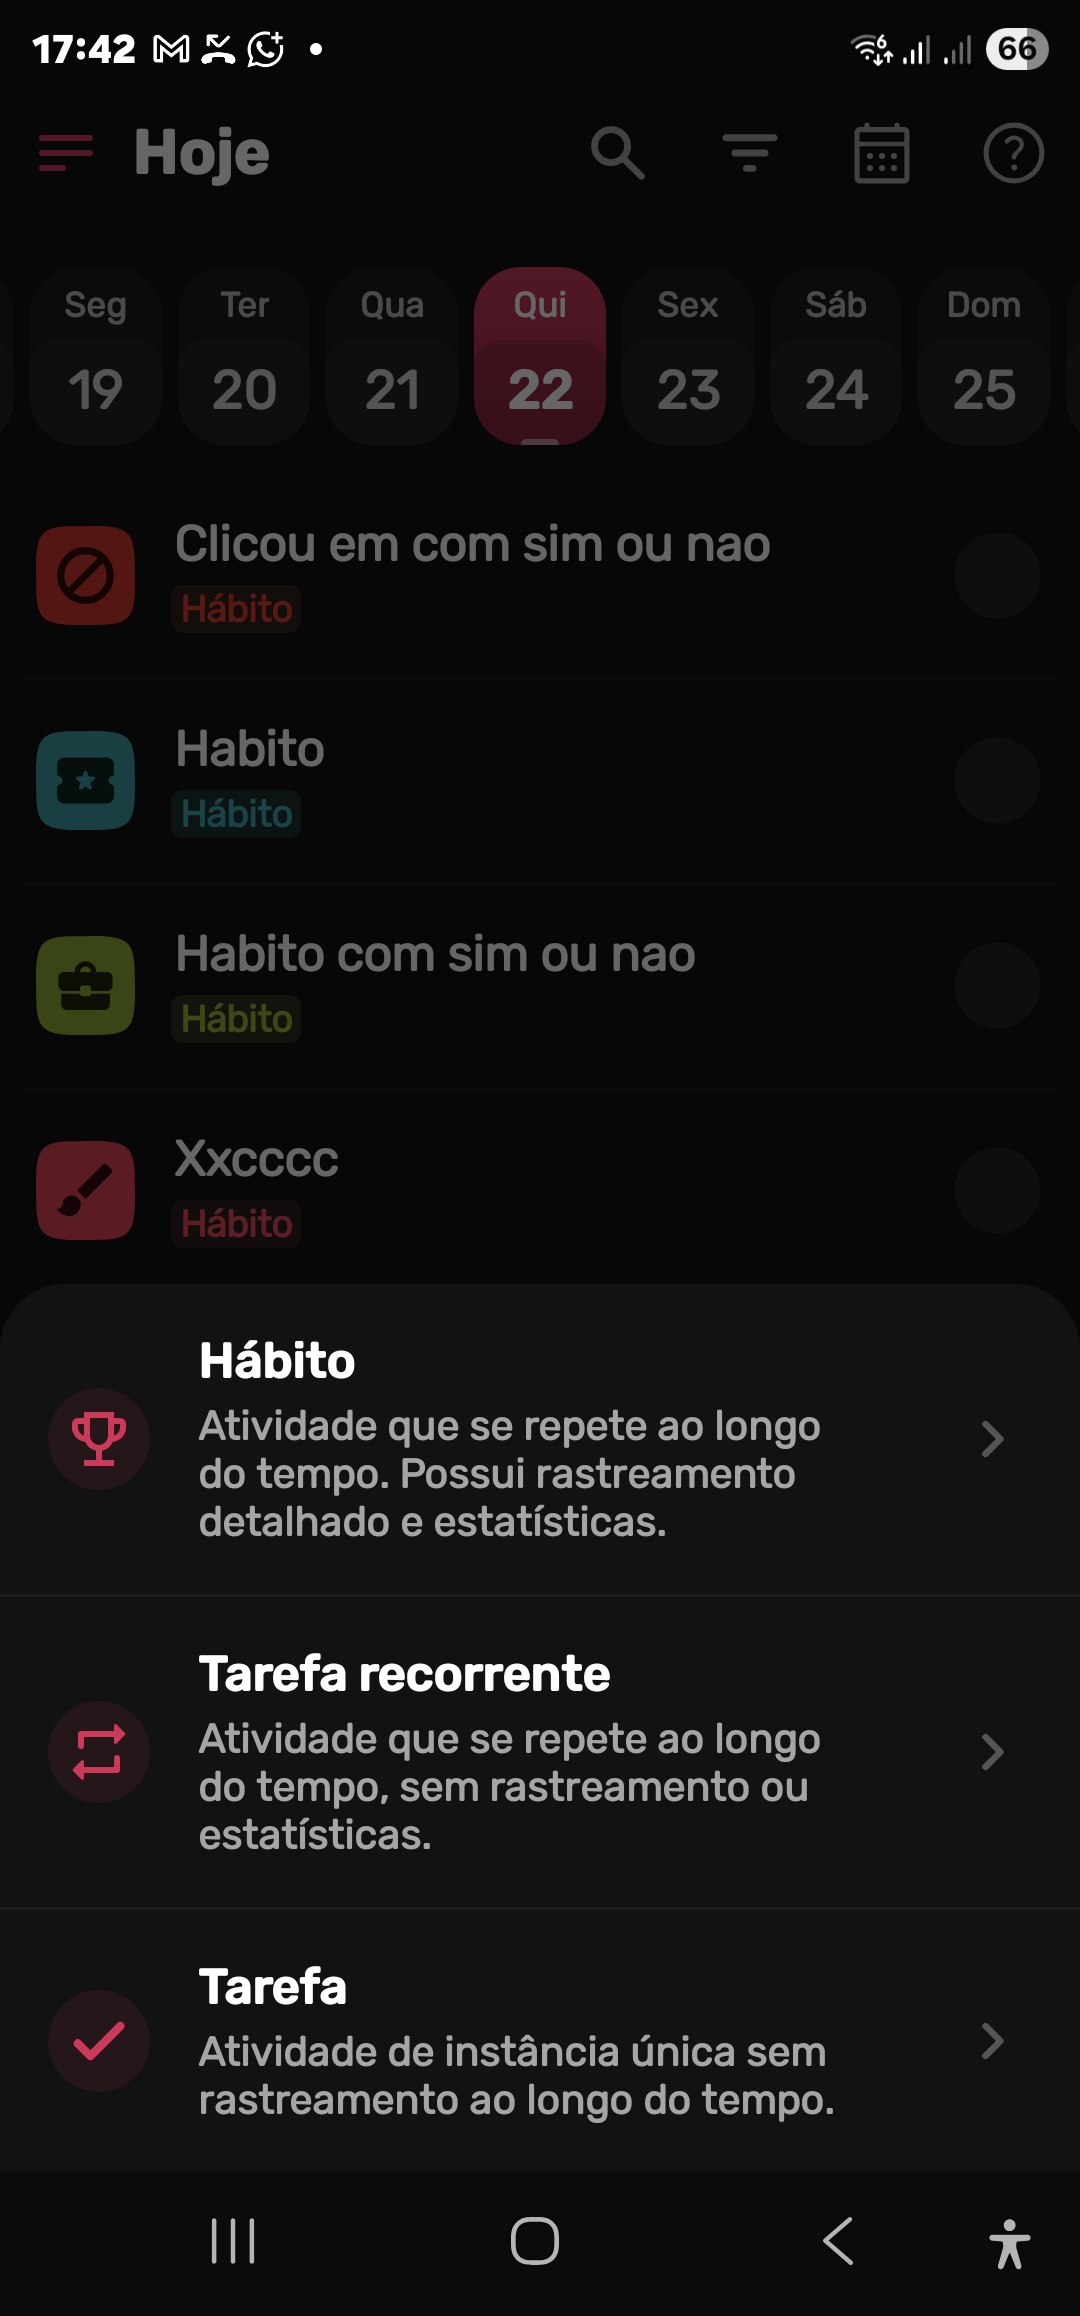 17:42
6
66
Hoje
?
Seg Ter Qua Qui Sex Sáb Dom
19 20 21 22 23 24 25
Clicou em com sim ou nao
Hábito
Habito
Hábito
Habito com sim ou nao
Hábito
Xxcccc
Hábito
Hábito
Atividade que se repete ao longo
do tempo. Possui rastreamento
detalhado e estatísticas.
Tarefa recorrente
Atividade que se repete ao longo
do tempo, sem rastreamento ou
estatísticas.
Tarefa
Atividade de instância única sem
rastreamento ao longo do tempo.